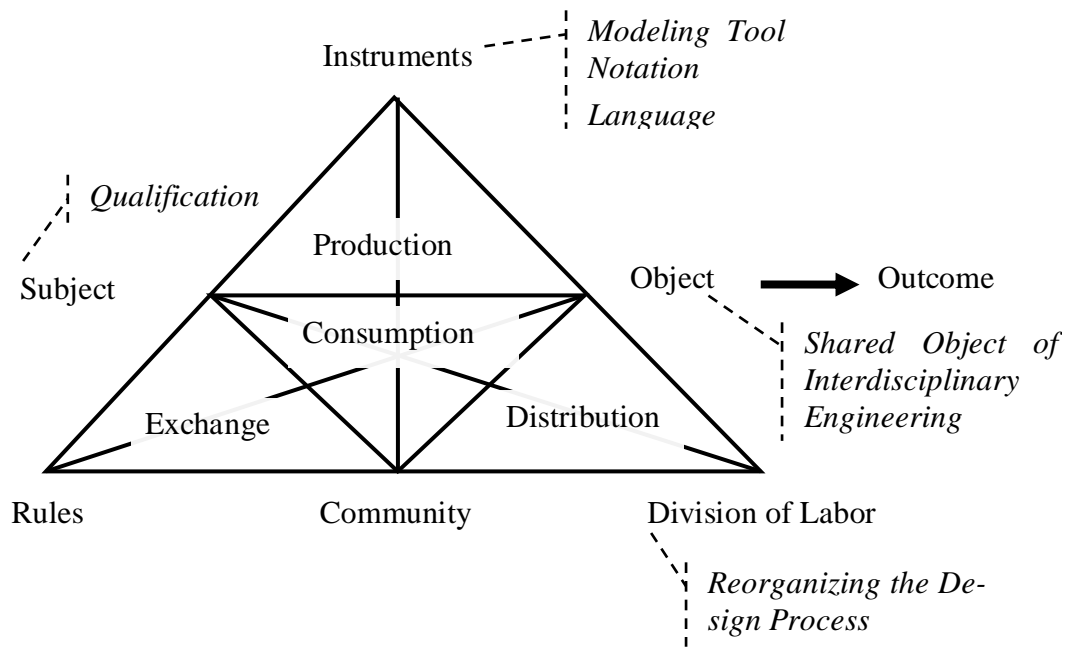 Modeling Tool
Notation
Language
Instruments
Qualification
Production
Subject
Object
Outcome
Consumption
Shared Object of
Interdisciplinary
Engineering
Exchange
Distribution
Rules
Community
Division of Labor
Reorganizing the De-
sign Process